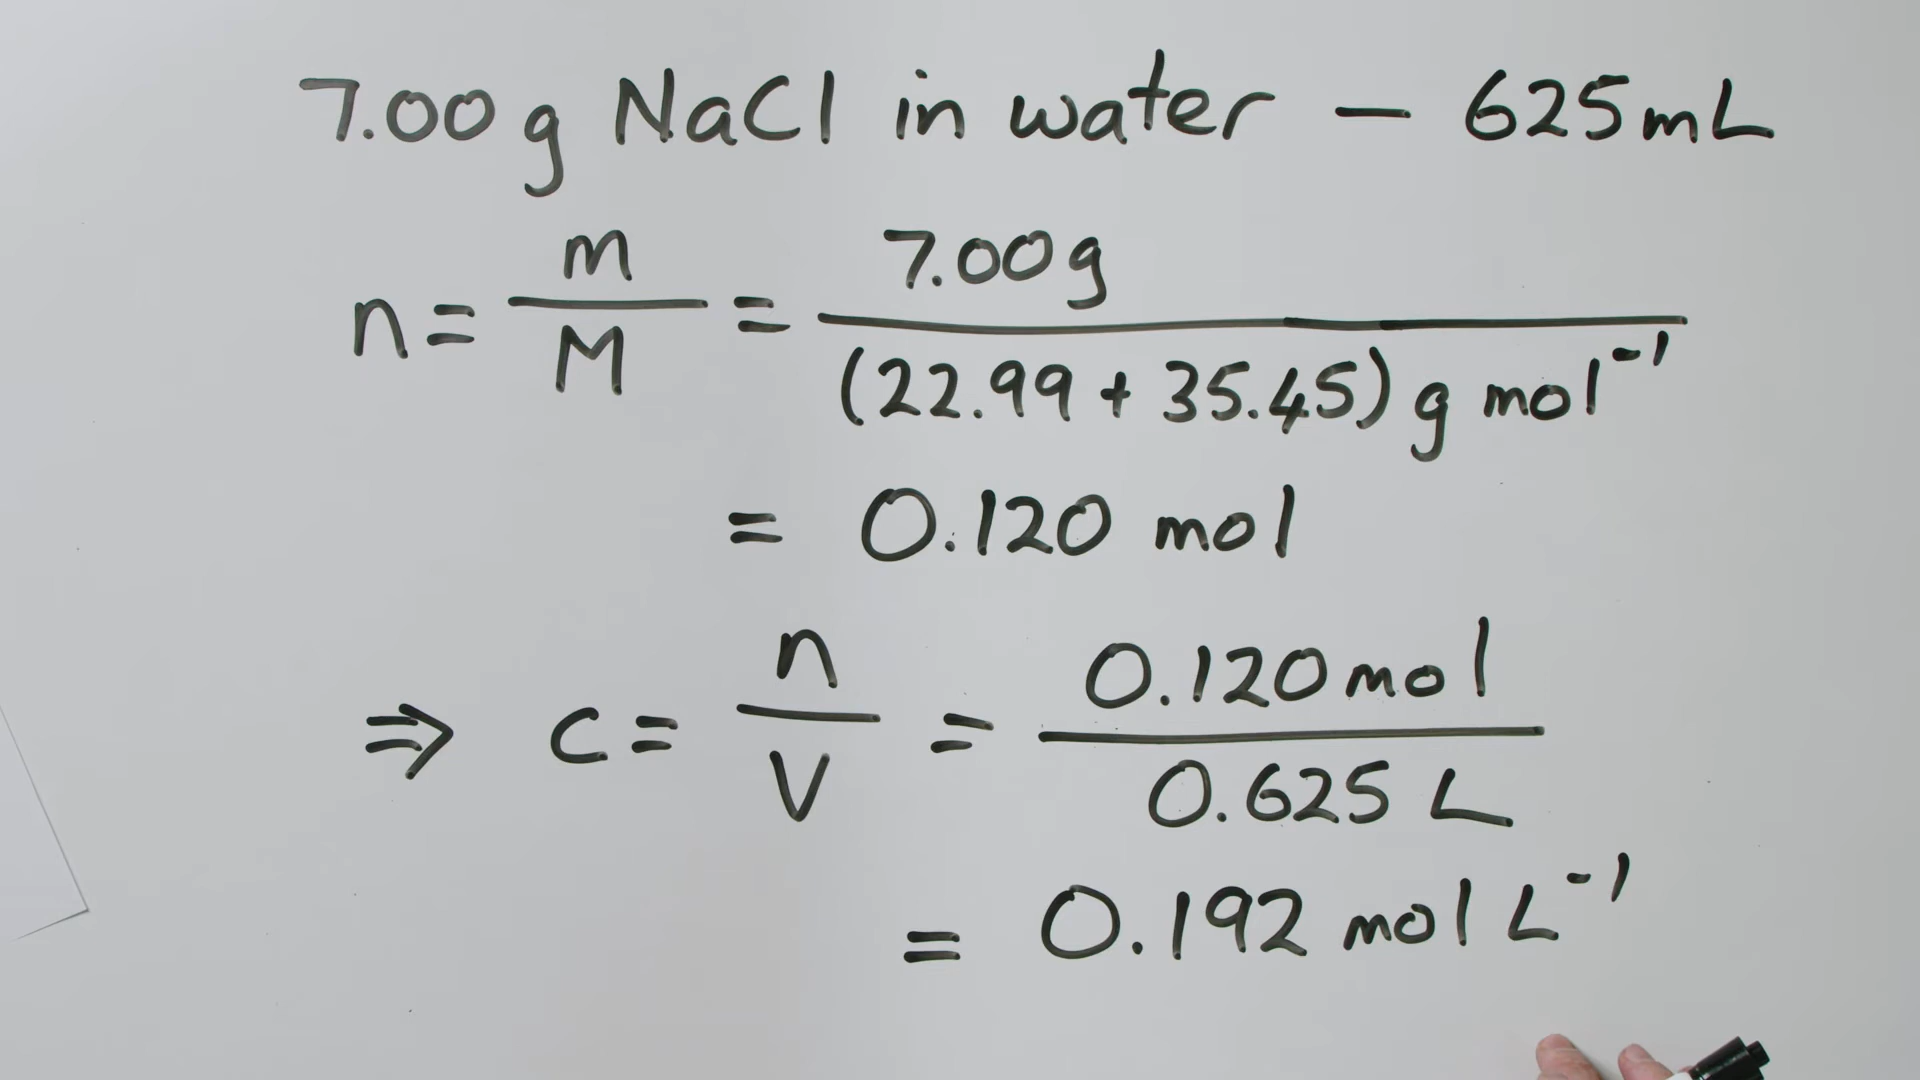 7.00 g NaCl in water – 625 mL
n = m/M = 7.00 g / (22.99 + 35.45) g mol⁻¹
= 0.120 mol
⇒ c = n/V = 0.120 mol / 0.625 L
= 0.192 mol L⁻¹